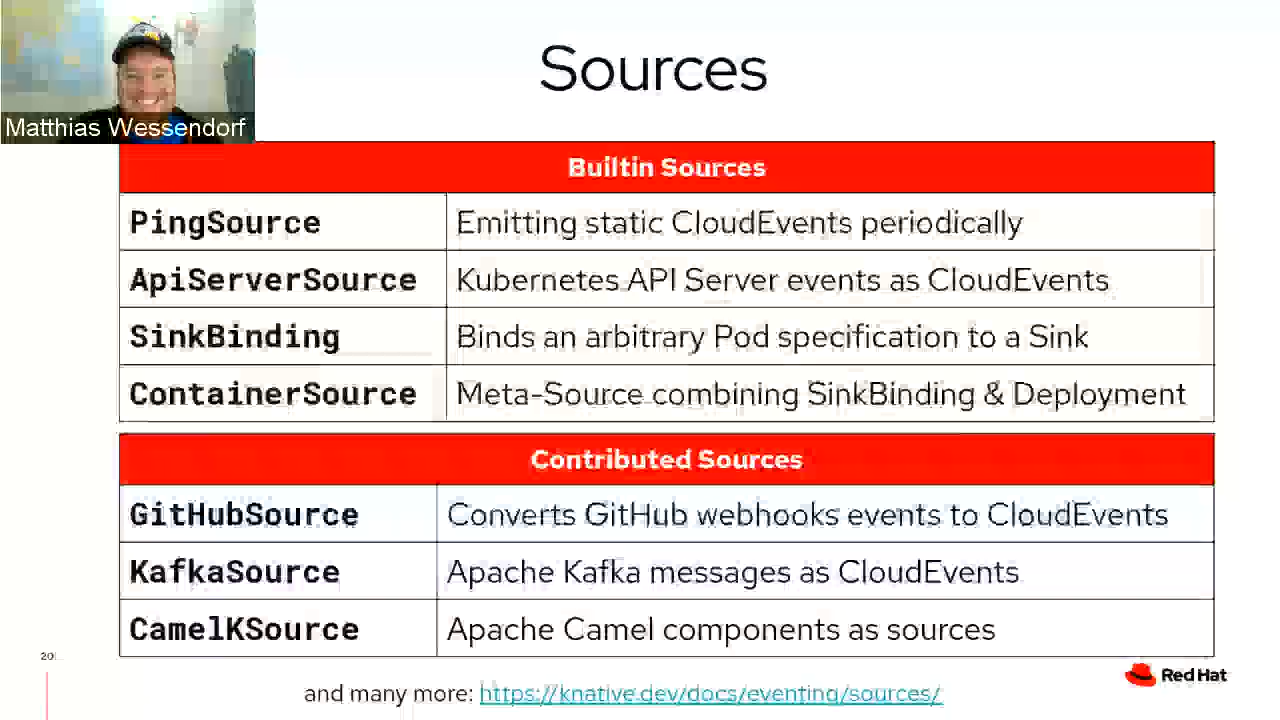 Matthias Wessendorf
Sources
Builtin Sources
PingSource Emitting static CloudEvents periodically
ApiServerSource Kubernetes API Server events as CloudEvents
SinkBinding Binds an arbitrary Pod specification to a Sink
ContainerSource Meta-Source combining SinkBinding & Deployment
Contributed Sources
GitHubSource Converts GitHub webhooks events to CloudEvents
KafkaSource Apache Kafka messages as CloudEvents
CamelKSource Apache Camel components as sources
20
Red Hat
and many more: https://knative.dev/docs/eventing/sources/